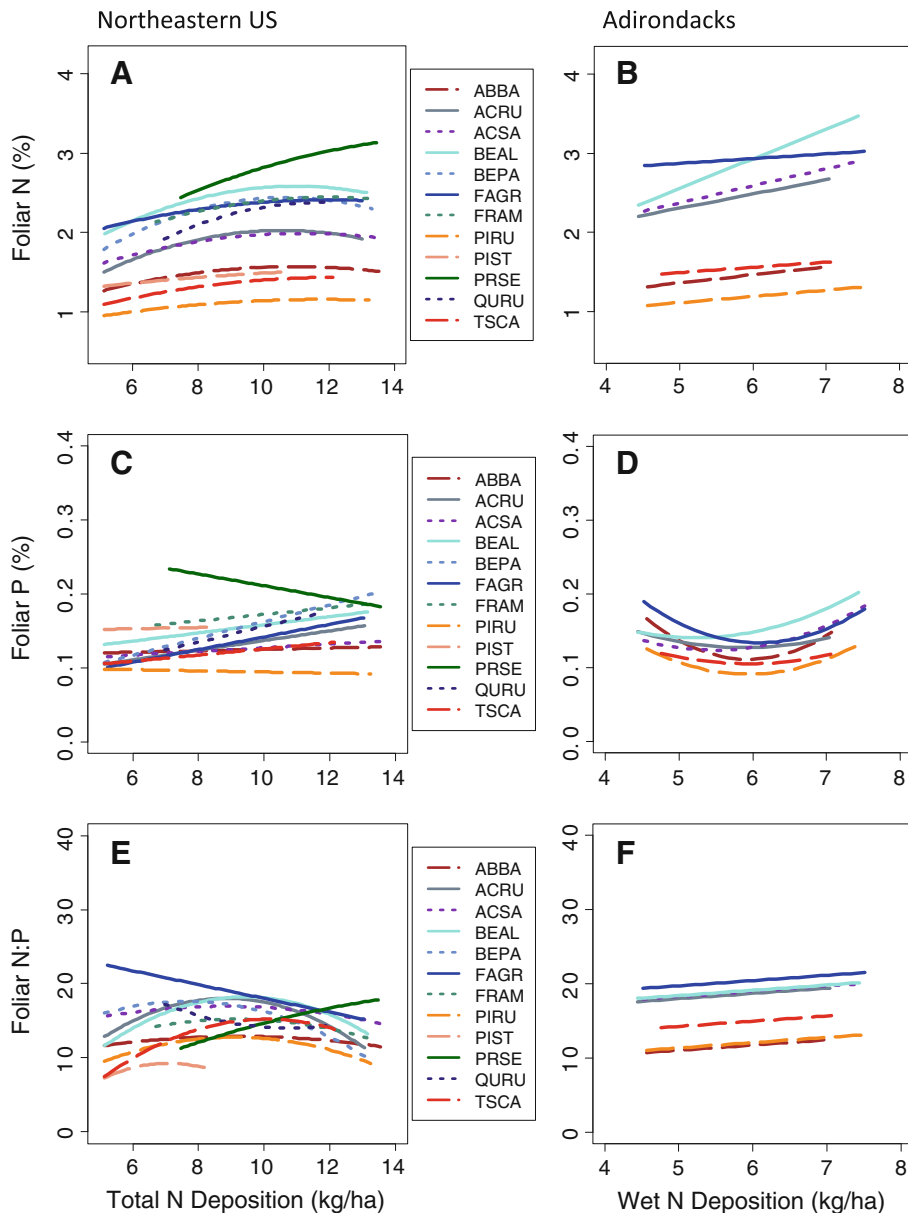 Northeastern US
Adirondacks
A
Foliar N (%)
4
3
2
1
6 8 10 12 14
ABBA
ACRU
ACSA
BEAL
BEPA
FAGR
FRAM
PIRU
PIST
PRSE
QURU
TSCA
B
4
3
2
1
4 5 6 7 8
C
Foliar P (%)
0.4
0.3
0.2
0.1
0.0
6 8 10 12 14
ABBA
ACRU
ACSA
BEAL
BEPA
FAGR
FRAM
PIRU
PIST
PRSE
QURU
TSCA
D
0.4
0.3
0.2
0.1
0.0
4 5 6 7 8
E
Foliar N:P
40
30
20
10
0
6 8 10 12 14
Total N Deposition (kg/ha)
ABBA
ACRU
ACSA
BEAL
BEPA
FAGR
FRAM
PIRU
PIST
PRSE
QURU
TSCA
F
40
30
20
10
0
4 5 6 7 8
Wet N Deposition (kg/ha)